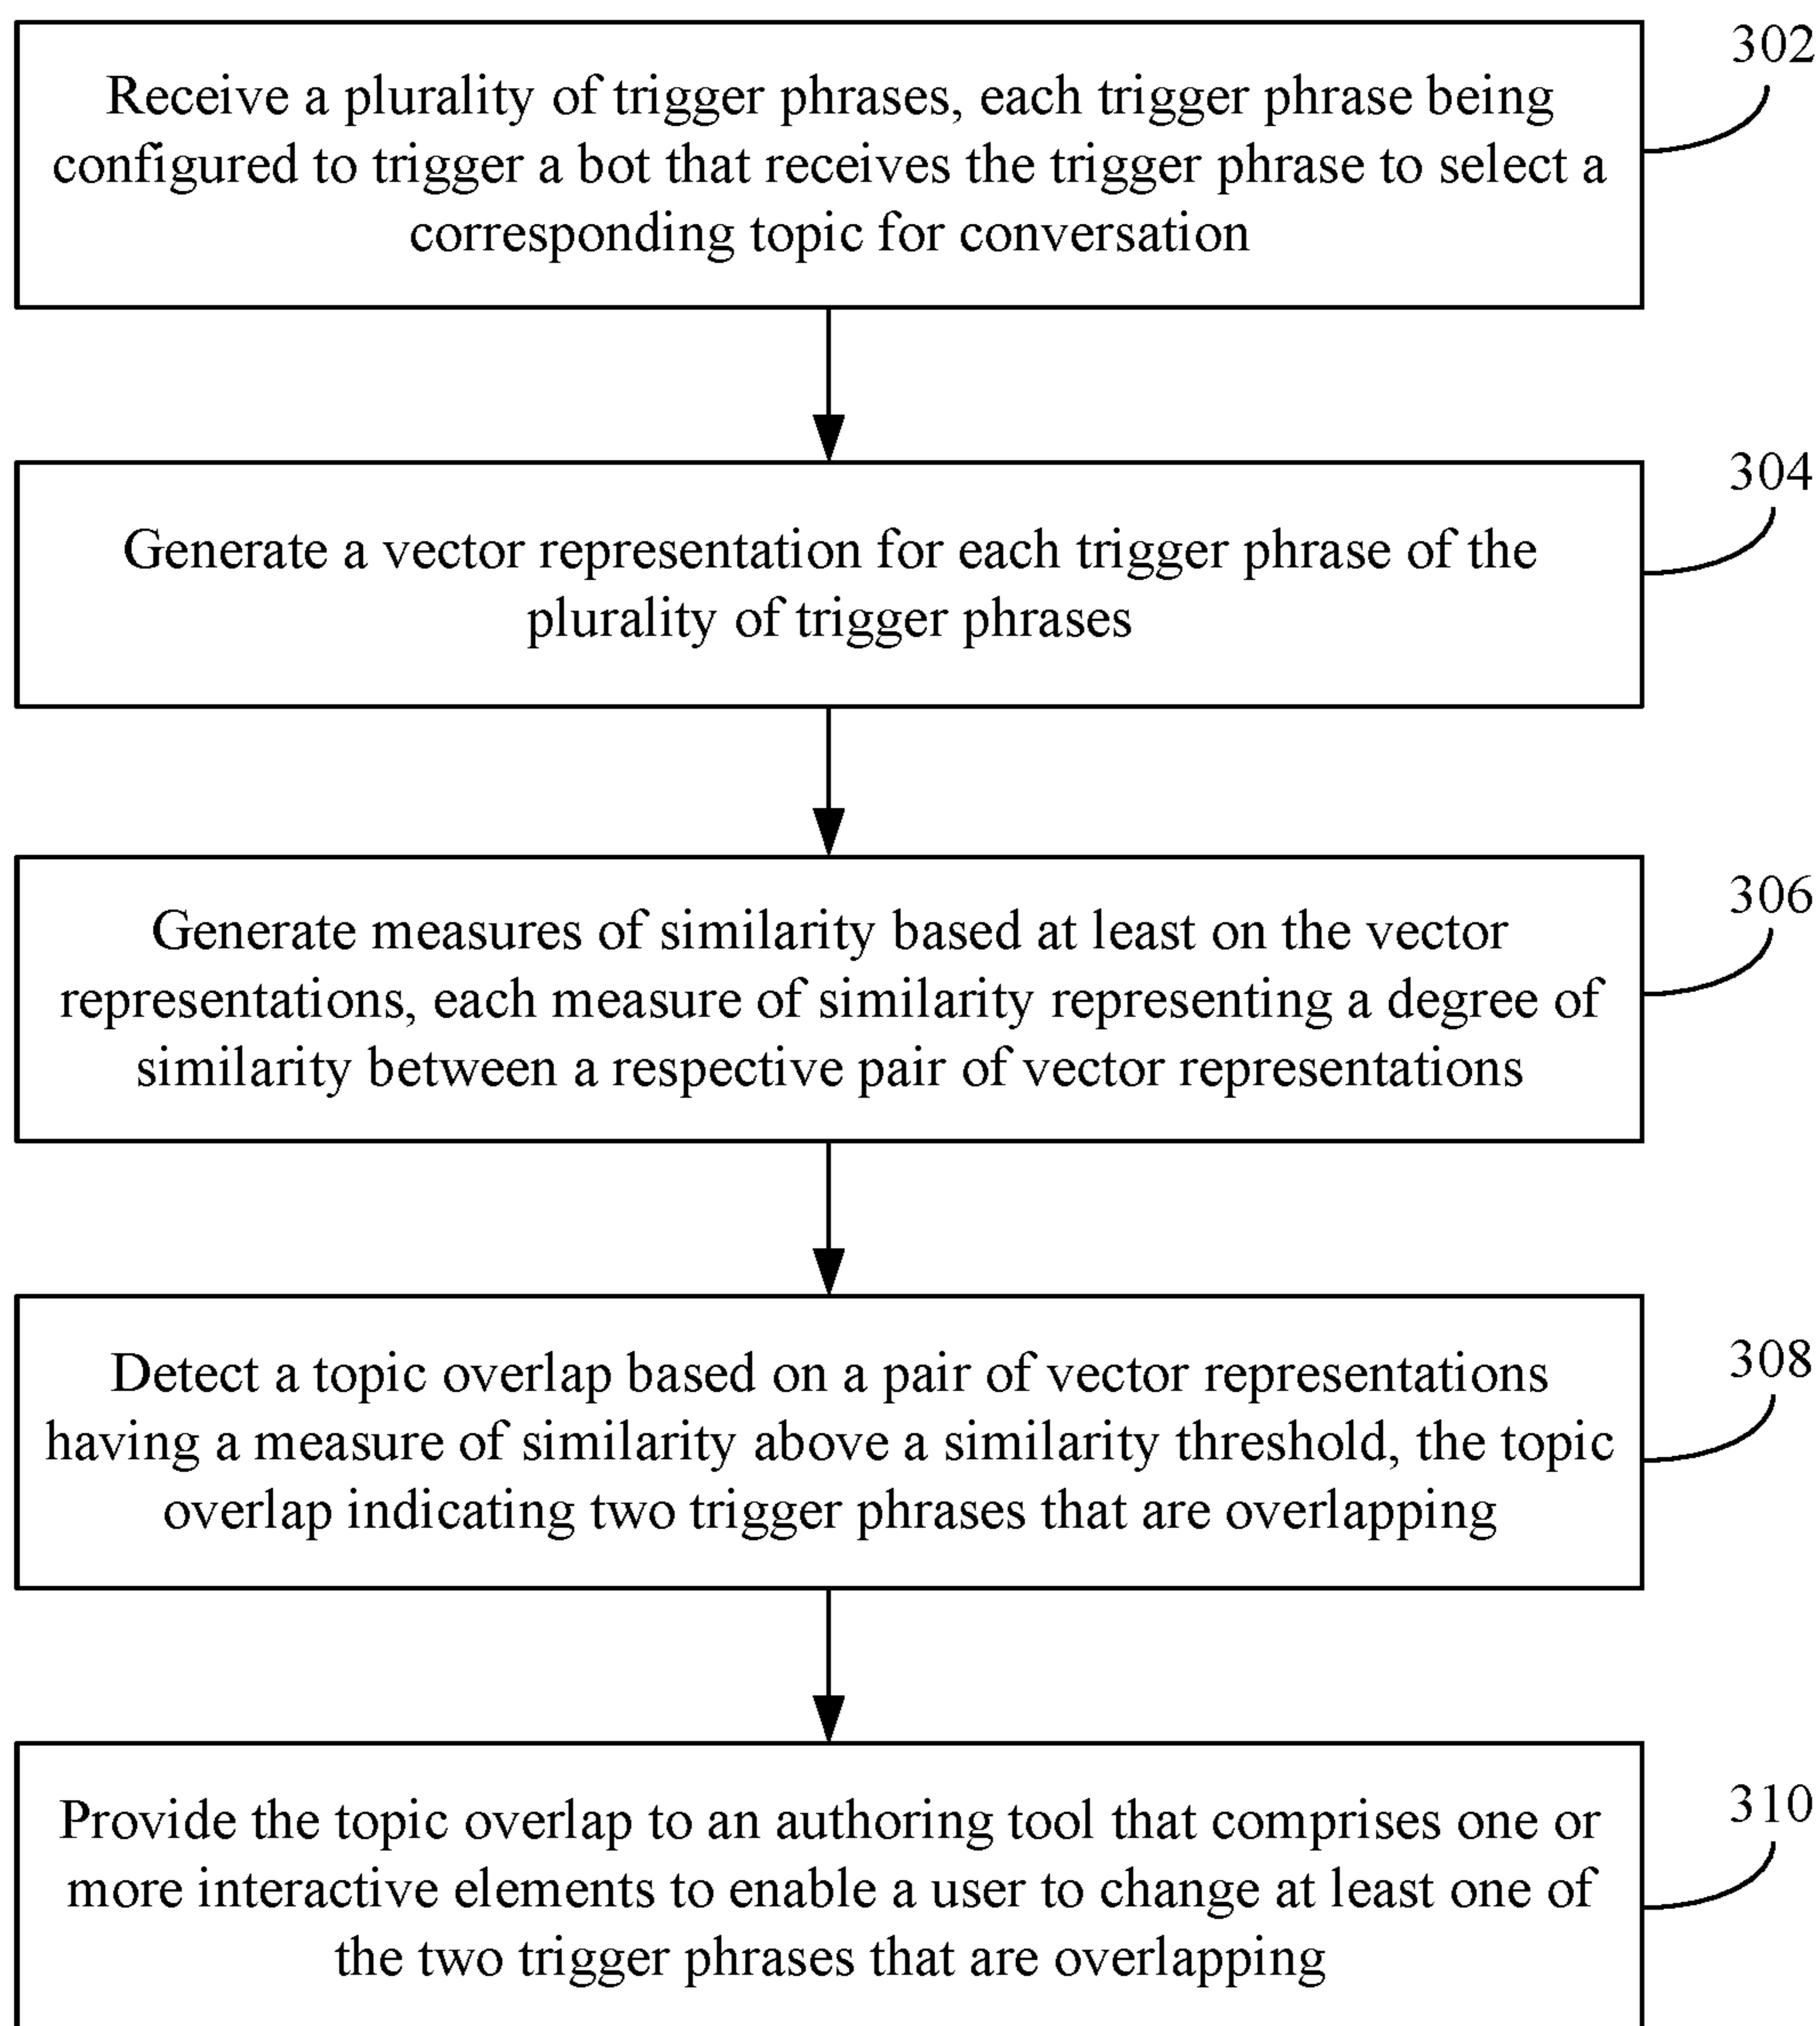 302
Receive a plurality of trigger phrases, each trigger phrase being
configured to trigger a bot that receives the trigger phrase to select a
corresponding topic for conversation
304
Generate a vector representation for each trigger phrase of the
plurality of trigger phrases
306
Generate measures of similarity based at least on the vector
representations, each measure of similarity representing a degree of
similarity between a respective pair of vector representations
308
Detect a topic overlap based on a pair of vector representations
having a measure of similarity above a similarity threshold, the topic
overlap indicating two trigger phrases that are overlapping
310
Provide the topic overlap to an authoring tool that comprises one or
more interactive elements to enable a user to change at least one of
the two trigger phrases that are overlapping